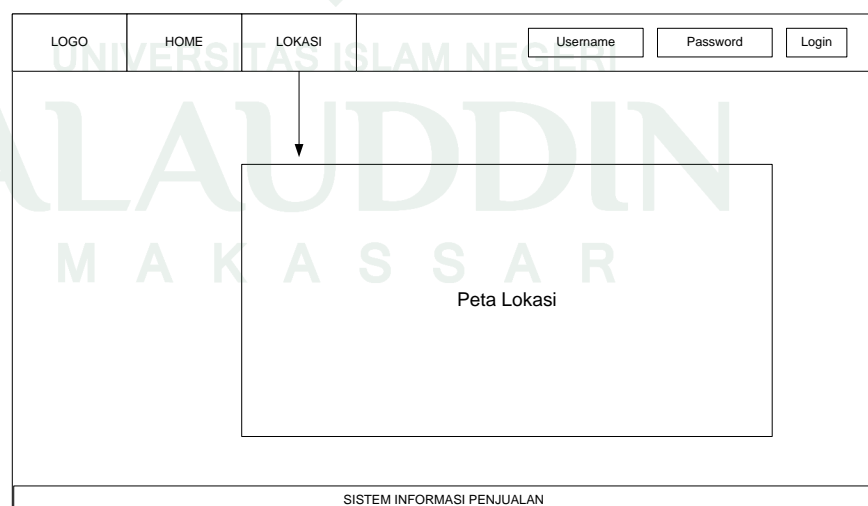 LOGO HOME LOKASI Username Password Login
UNIVERSITAS ISLAM NEGERI
ALAUDDIN
MAKASSAR
Peta Lokasi
SISTEM INFORMASI PENJUALAN